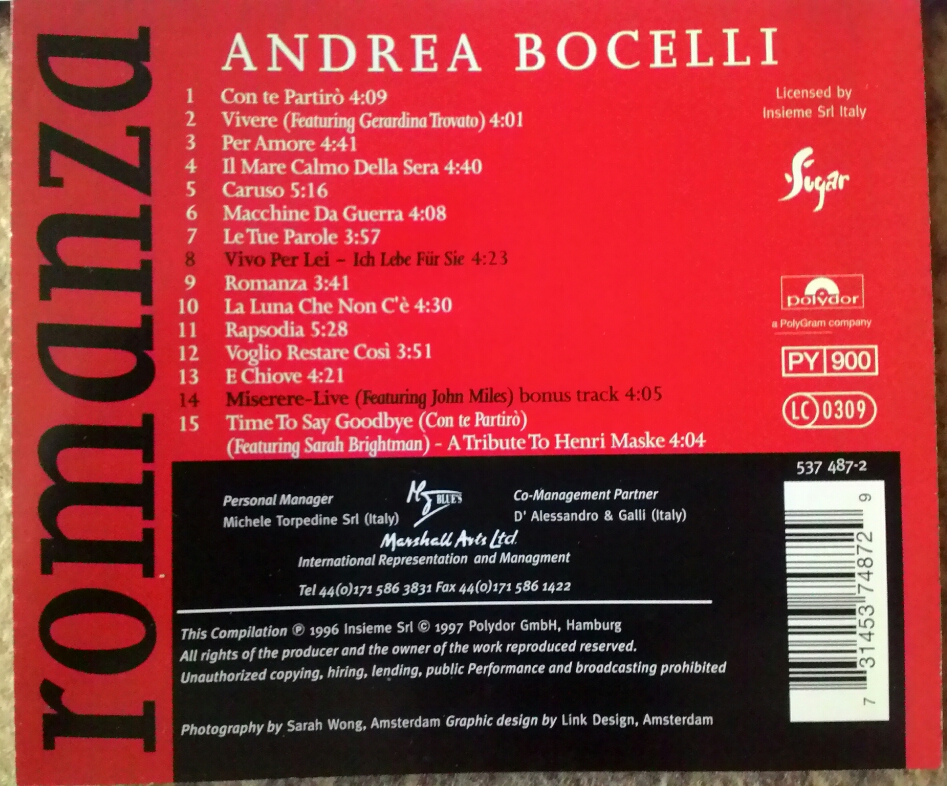 romanza
ANDREA BOCELLI
1 Con te Partirò 4:09
2 Vivere (Featuring Gerardina Trovato) 4:01
3 Per Amore 4:41
4 Il Mare Calmo Della Sera 4:40
5 Caruso 5:16
6 Macchine Da Guerra 4:08
7 Le Tue Parole 3:57
8 Vivo Per Lei – Ich Lebe Für Sie 4:23
9 Romanza 3:41
10 La Luna Che Non C'è 4:30
11 Rapsodia 5:28
12 Voglio Restare Così 3:51
13 E Chiove 4:21
14 Miserere-Live (Featuring John Miles) bonus track 4:05
15 Time To Say Goodbye (Con te Partirò)
(Featuring Sarah Brightman) - A Tribute To Henri Maske 4:04
Licensed by
Insieme Srl Italy
Sugar
polydor
a PolyGram company
PY 900
LC 0309
537 487-2
7 31453 74872 9
Personal Manager
Michele Torpedine Srl (Italy)
BLUE'S
Co-Management Partner
D' Alessandro & Galli (Italy)
Marshall Arts Ltd.
International Representation and Managment
Tel 44(0)171 586 3831 Fax 44(0)171 586 1422
This Compilation ℗ 1996 Insieme Srl © 1997 Polydor GmbH, Hamburg
All rights of the producer and the owner of the work reproduced reserved.
Unauthorized copying, hiring, lending, public Performance and broadcasting prohibited
Photography by Sarah Wong, Amsterdam Graphic design by Link Design, Amsterdam